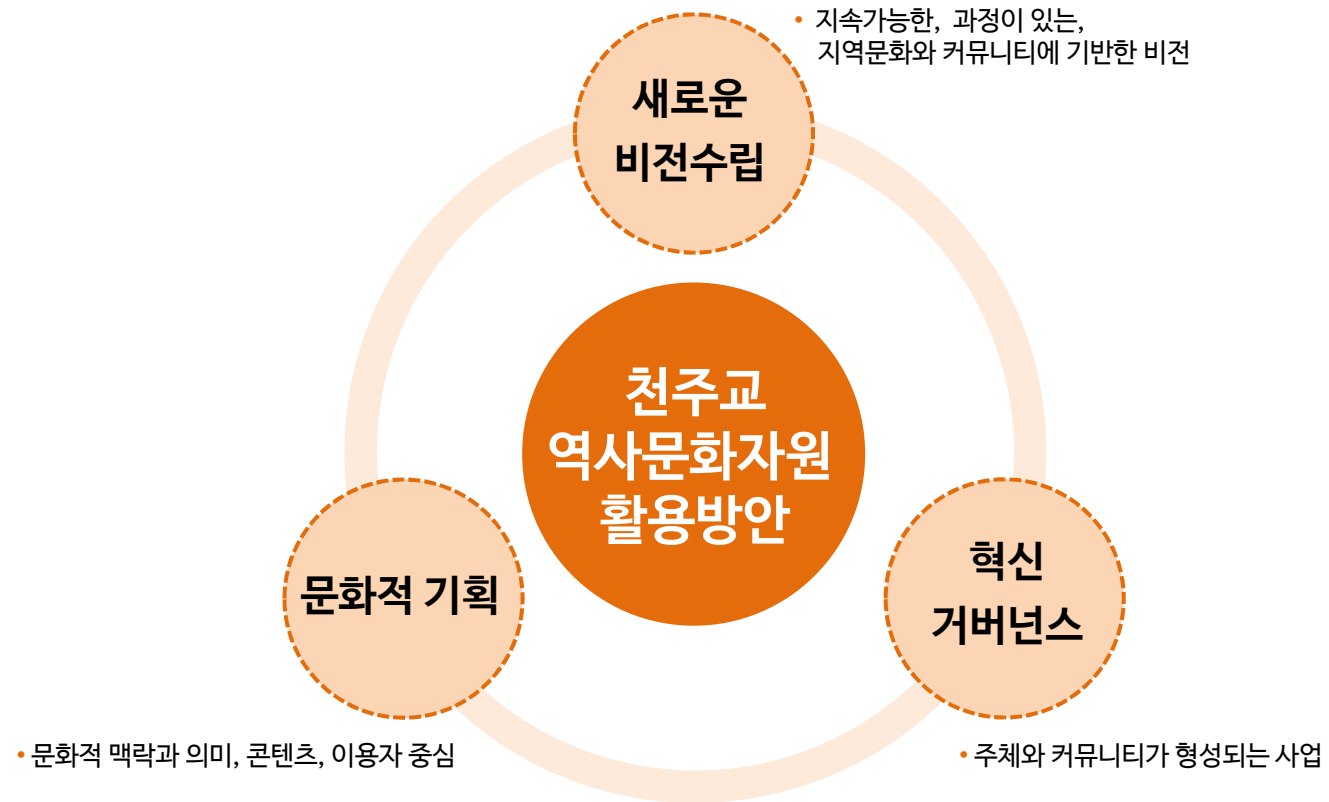 • 지속가능한, 과정이 있는,
지역문화와 커뮤니티에 기반한 비전
새로운
비전수립
천주교
역사문화자원
활용방안
문화적 기획
혁신
거버넌스
• 문화적 맥락과 의미, 콘텐츠, 이용자 중심
• 주체와 커뮤니티가 형성되는 사업